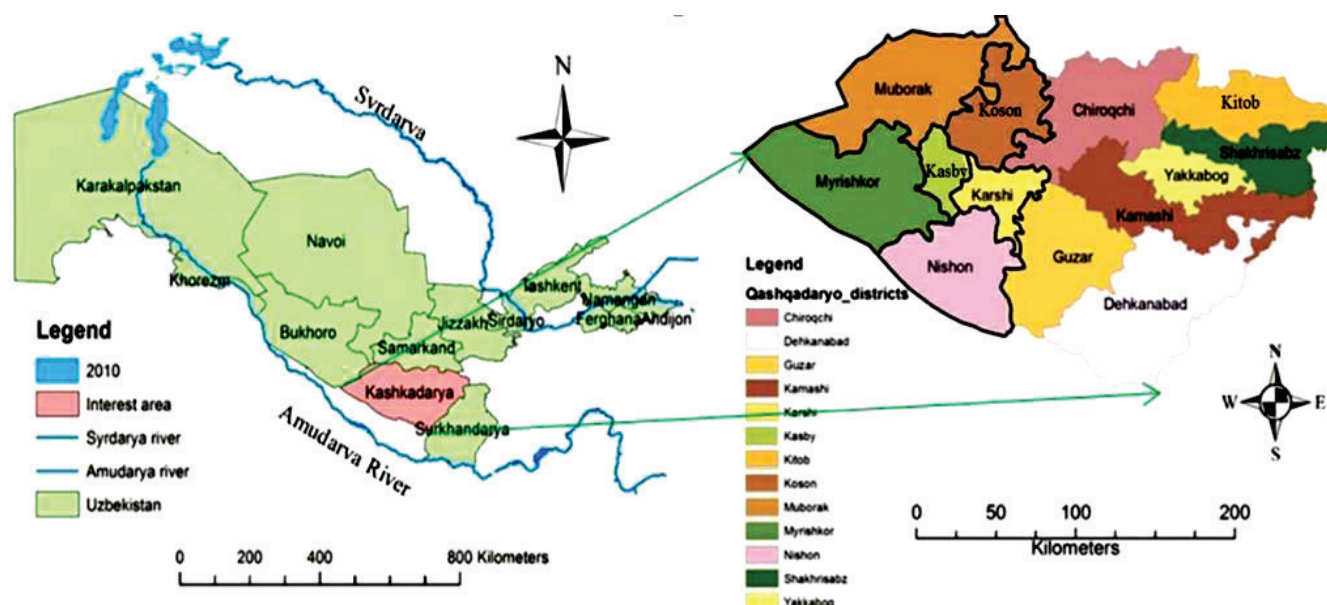 N
Syrdarya
Karakalpakstan
Navoi
Khorezm
Tashkent
Namangan
Ferghana
Andijon
Jizzakh
Sirdaryo
Bukhoro
Samarkand
Kashkadarya
Surkhandarya
Amudarya River
Legend
2010
Interest area
Syrdarya river
Amudarya river
Uzbekistan
0 200 400 800 Kilometers
Muborak
Koson
Chiroqchi
Kitob
Shakhrisabz
Yakkabog
Myrishkor
Kasby
Karshi
Kamashi
Nishon
Guzar
Dehkanabad
Legend
Qashqadaryo_districts
Chiroqchi
Dehkanabad
Guzar
Kamashi
Karshi
Kasby
Kitob
Koson
Muborak
Myrishkor
Nishon
Shakhrisabz
Yakkabog
N
W E
S
0 50 100 200
Kilometers